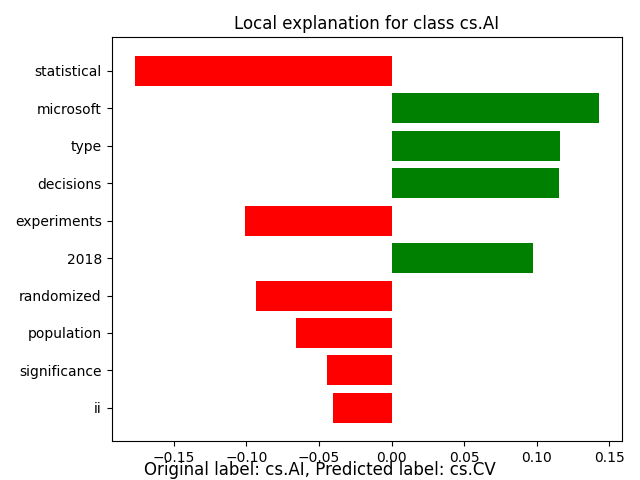 Local explanation for class cs.AI
statistical
microsoft
type
decisions
experiments
2018
randomized
population
significance
ii
−0.15 −0.10 −0.05 0.00 0.05 0.10 0.15
Original label: cs.AI, Predicted label: cs.CV